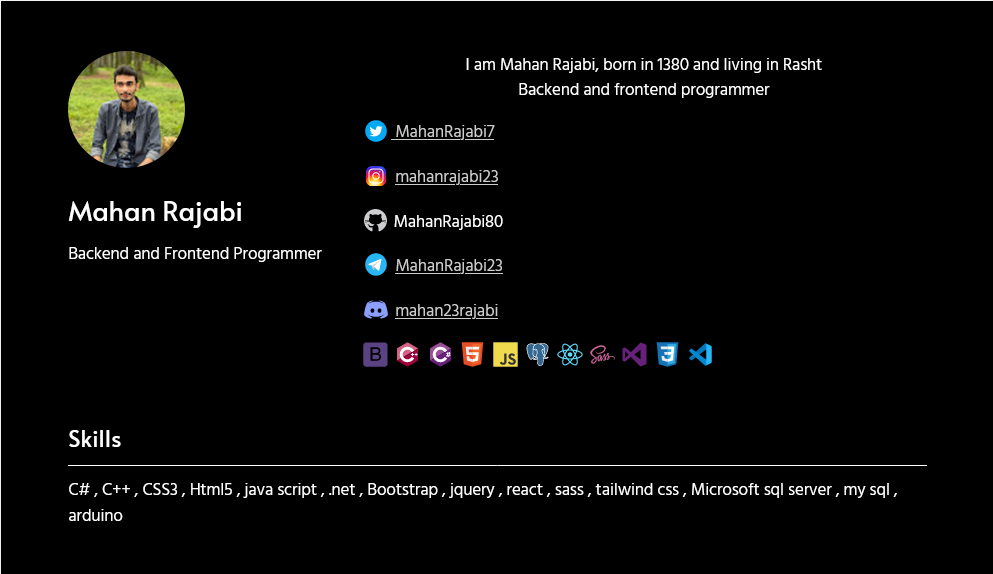 I am Mahan Rajabi, born in 1380 and living in Rasht
Backend and frontend programmer
MahanRajabi7
mahanrajabi23
MahanRajabi80
MahanRajabi23
mahan23rajabi
Mahan Rajabi
Backend and Frontend Programmer
B C++ C# 5 JS Sass 3
Skills
C# , C++ , CSS3 , Html5 , java script , .net , Bootstrap , jquery , react , sass , tailwind css , Microsoft sql server , my sql ,
arduino